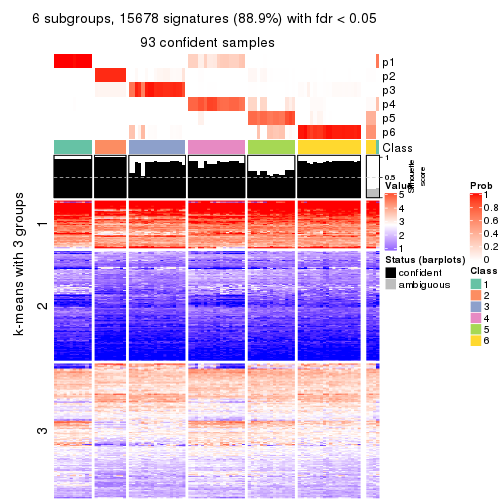 6 subgroups, 15678 signatures (88.9%) with fdr < 0.05
93 confident samples
p1
p2
p3
p4
p5
p6
Class
1
0.5
0
Silhouette
score
k-means with 3 groups
1
2
3
Value
5
4
3
2
1
Status (barplots)
confident
ambiguous
Prob
1
0.8
0.6
0.4
0.2
0
Class
1
2
3
4
5
6